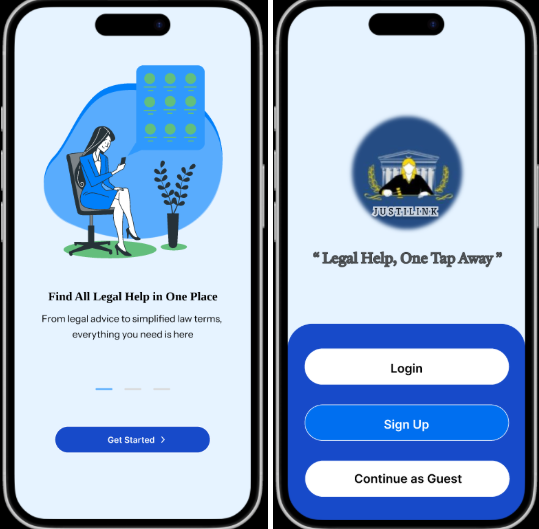 Find All Legal Help in One Place
From legal advice to simplified law terms,
everything you need is here
Get Started >
JUSTILINK
“ Legal Help, One Tap Away ”
Login
Sign Up
Continue as Guest